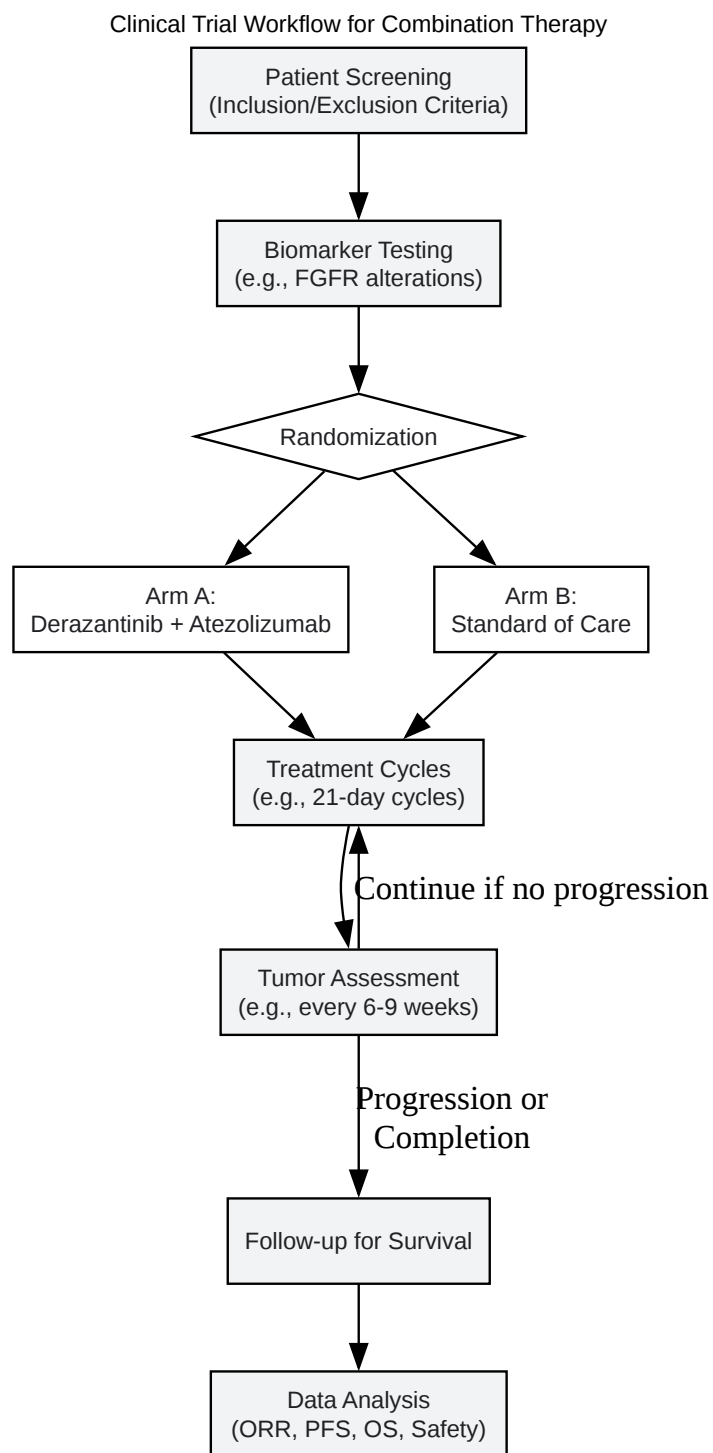 Clinical Trial Workflow for Combination Therapy
Patient Screening
(Inclusion/Exclusion Criteria)
Biomarker Testing
(e.g., FGFR alterations)
Randomization
Arm A:
Derazantinib + Atezolizumab
Arm B:
Standard of Care
Treatment Cycles
(e.g., 21-day cycles)
Continue if no progression
Tumor Assessment
(e.g., every 6-9 weeks)
Progression or
Completion
Follow-up for Survival
Data Analysis
(ORR, PFS, OS, Safety)